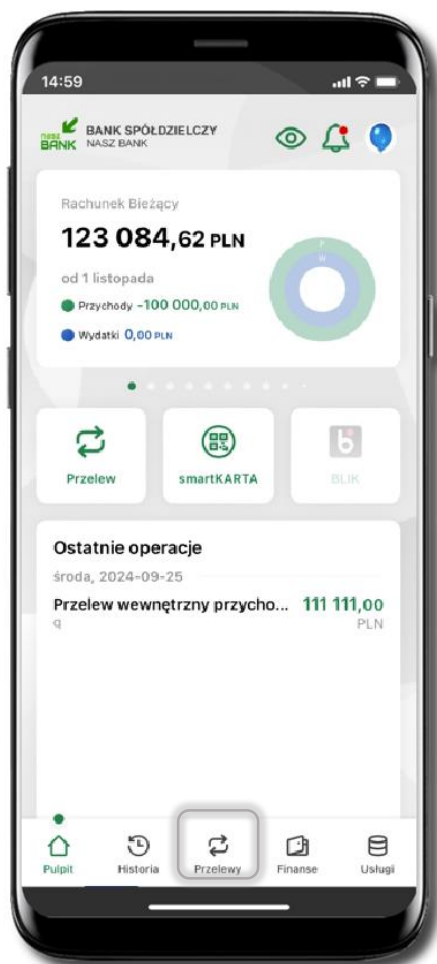 14:59
nasz
BANK
BANK SPÓŁDZIELCZY
NASZ BANK
Rachunek Bieżący
123 084,62 PLN
od 1 listopada
Przychody -100 000,00 PLN
Wydatki 0,00 PLN
P
W
Przelew
smartKARTA
BLIK
Ostatnie operacje
środa, 2024-09-25
Przelew wewnętrzny przycho... 111 111,00
q PLN
Pulpit Historia Przelewy Finanse Usługi